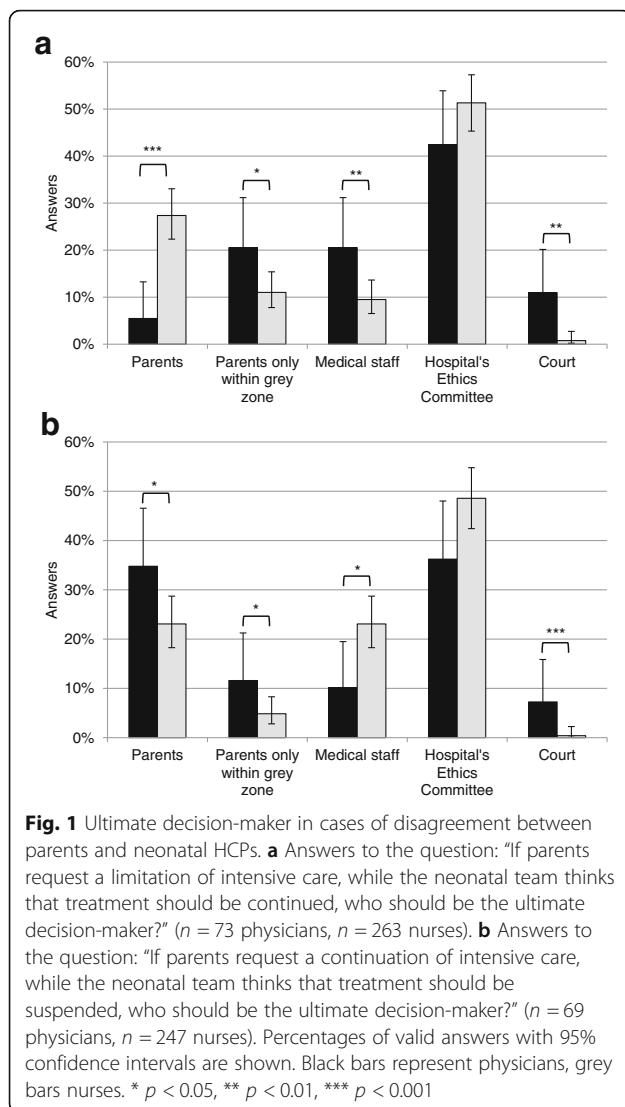 a
60%
50%
***
40%
*
**
Answers
30%
**
20%
10%
0%
Parents
Parents only
within grey
zone
Medical staff
Hospital's
Ethics
Committee
Court
b
60%
*
50%
40%
*
Answers
30%
*
***
20%
10%
0%
Parents
Parents only
within grey
zone
Medical staff
Hospital's
Ethics
Committee
Court
Fig. 1 Ultimate decision-maker in cases of disagreement between
parents and neonatal HCPs. a Answers to the question: “If parents
request a limitation of intensive care, while the neonatal team thinks
that treatment should be continued, who should be the ultimate
decision-maker?” (n = 73 physicians, n = 263 nurses). b Answers to
the question: “If parents request a continuation of intensive care,
while the neonatal team thinks that treatment should be
suspended, who should be the ultimate decision-maker?” (n = 69
physicians, n = 247 nurses). Percentages of valid answers with 95%
confidence intervals are shown. Black bars represent physicians, grey
bars nurses. * p < 0.05, ** p < 0.01, *** p < 0.001